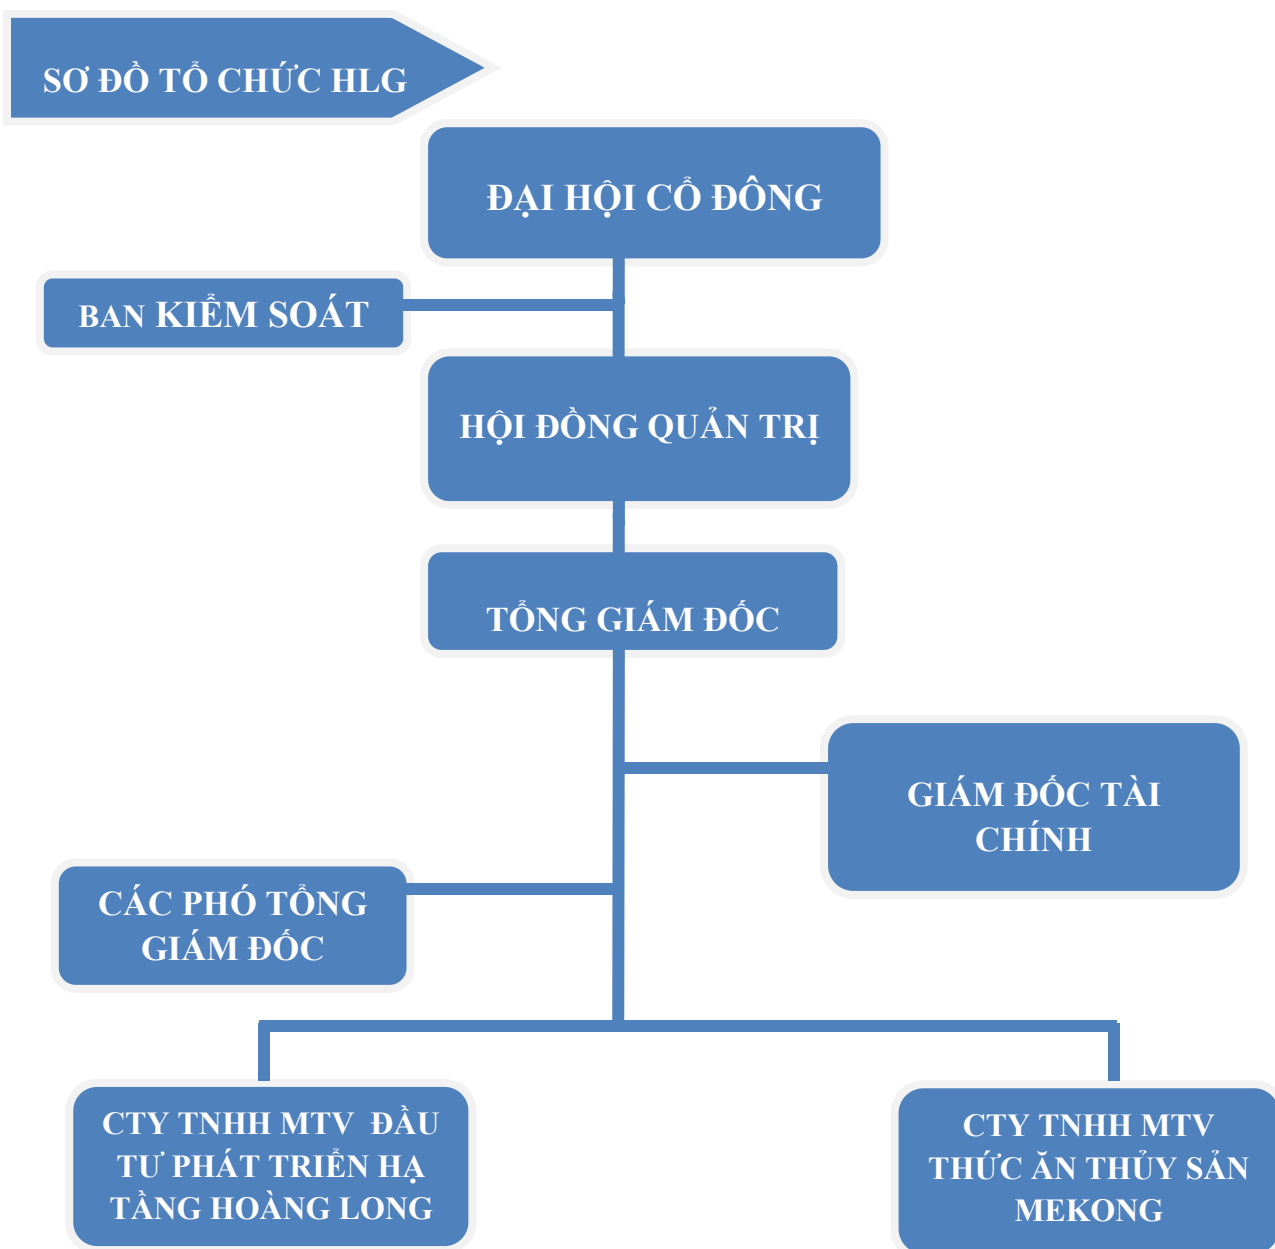 SƠ ĐỒ TỔ CHỨC HLG
ĐẠI HỘI CỔ ĐÔNG
BAN KIỂM SOÁT
HỘI ĐỒNG QUẢN TRỊ
TỔNG GIÁM ĐỐC
GIÁM ĐỐC TÀI
CHÍNH
CÁC PHÓ TỔNG
GIÁM ĐỐC
CTY TNHH MTV ĐẦU
TƯ PHÁT TRIỂN HẠ
TẦNG HOÀNG LONG
CTY TNHH MTV
THỨC ĂN THỦY SẢN
MEKONG